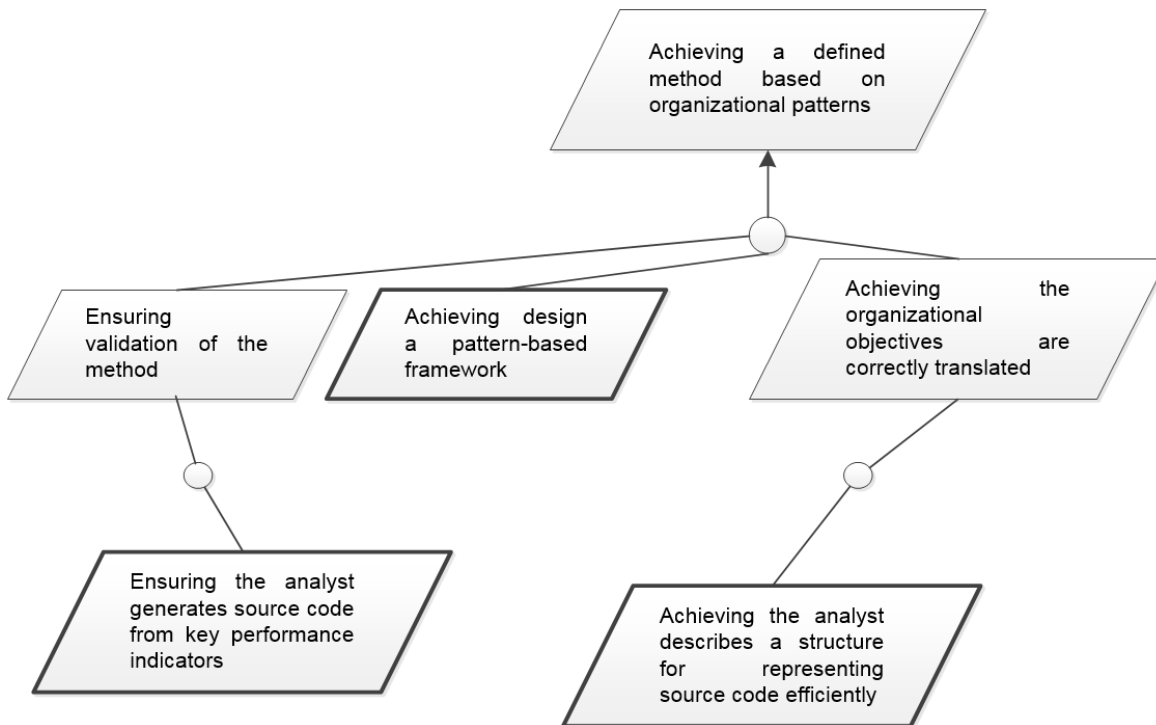 Achieving a defined
method based on
organizational patterns
Ensuring
validation of the
method
Achieving design
a pattern-based
framework
Achieving the
organizational
objectives are
correctly translated
Ensuring the analyst
generates source code
from key performance
indicators
Achieving the analyst
describes a structure
for representing
source code efficiently